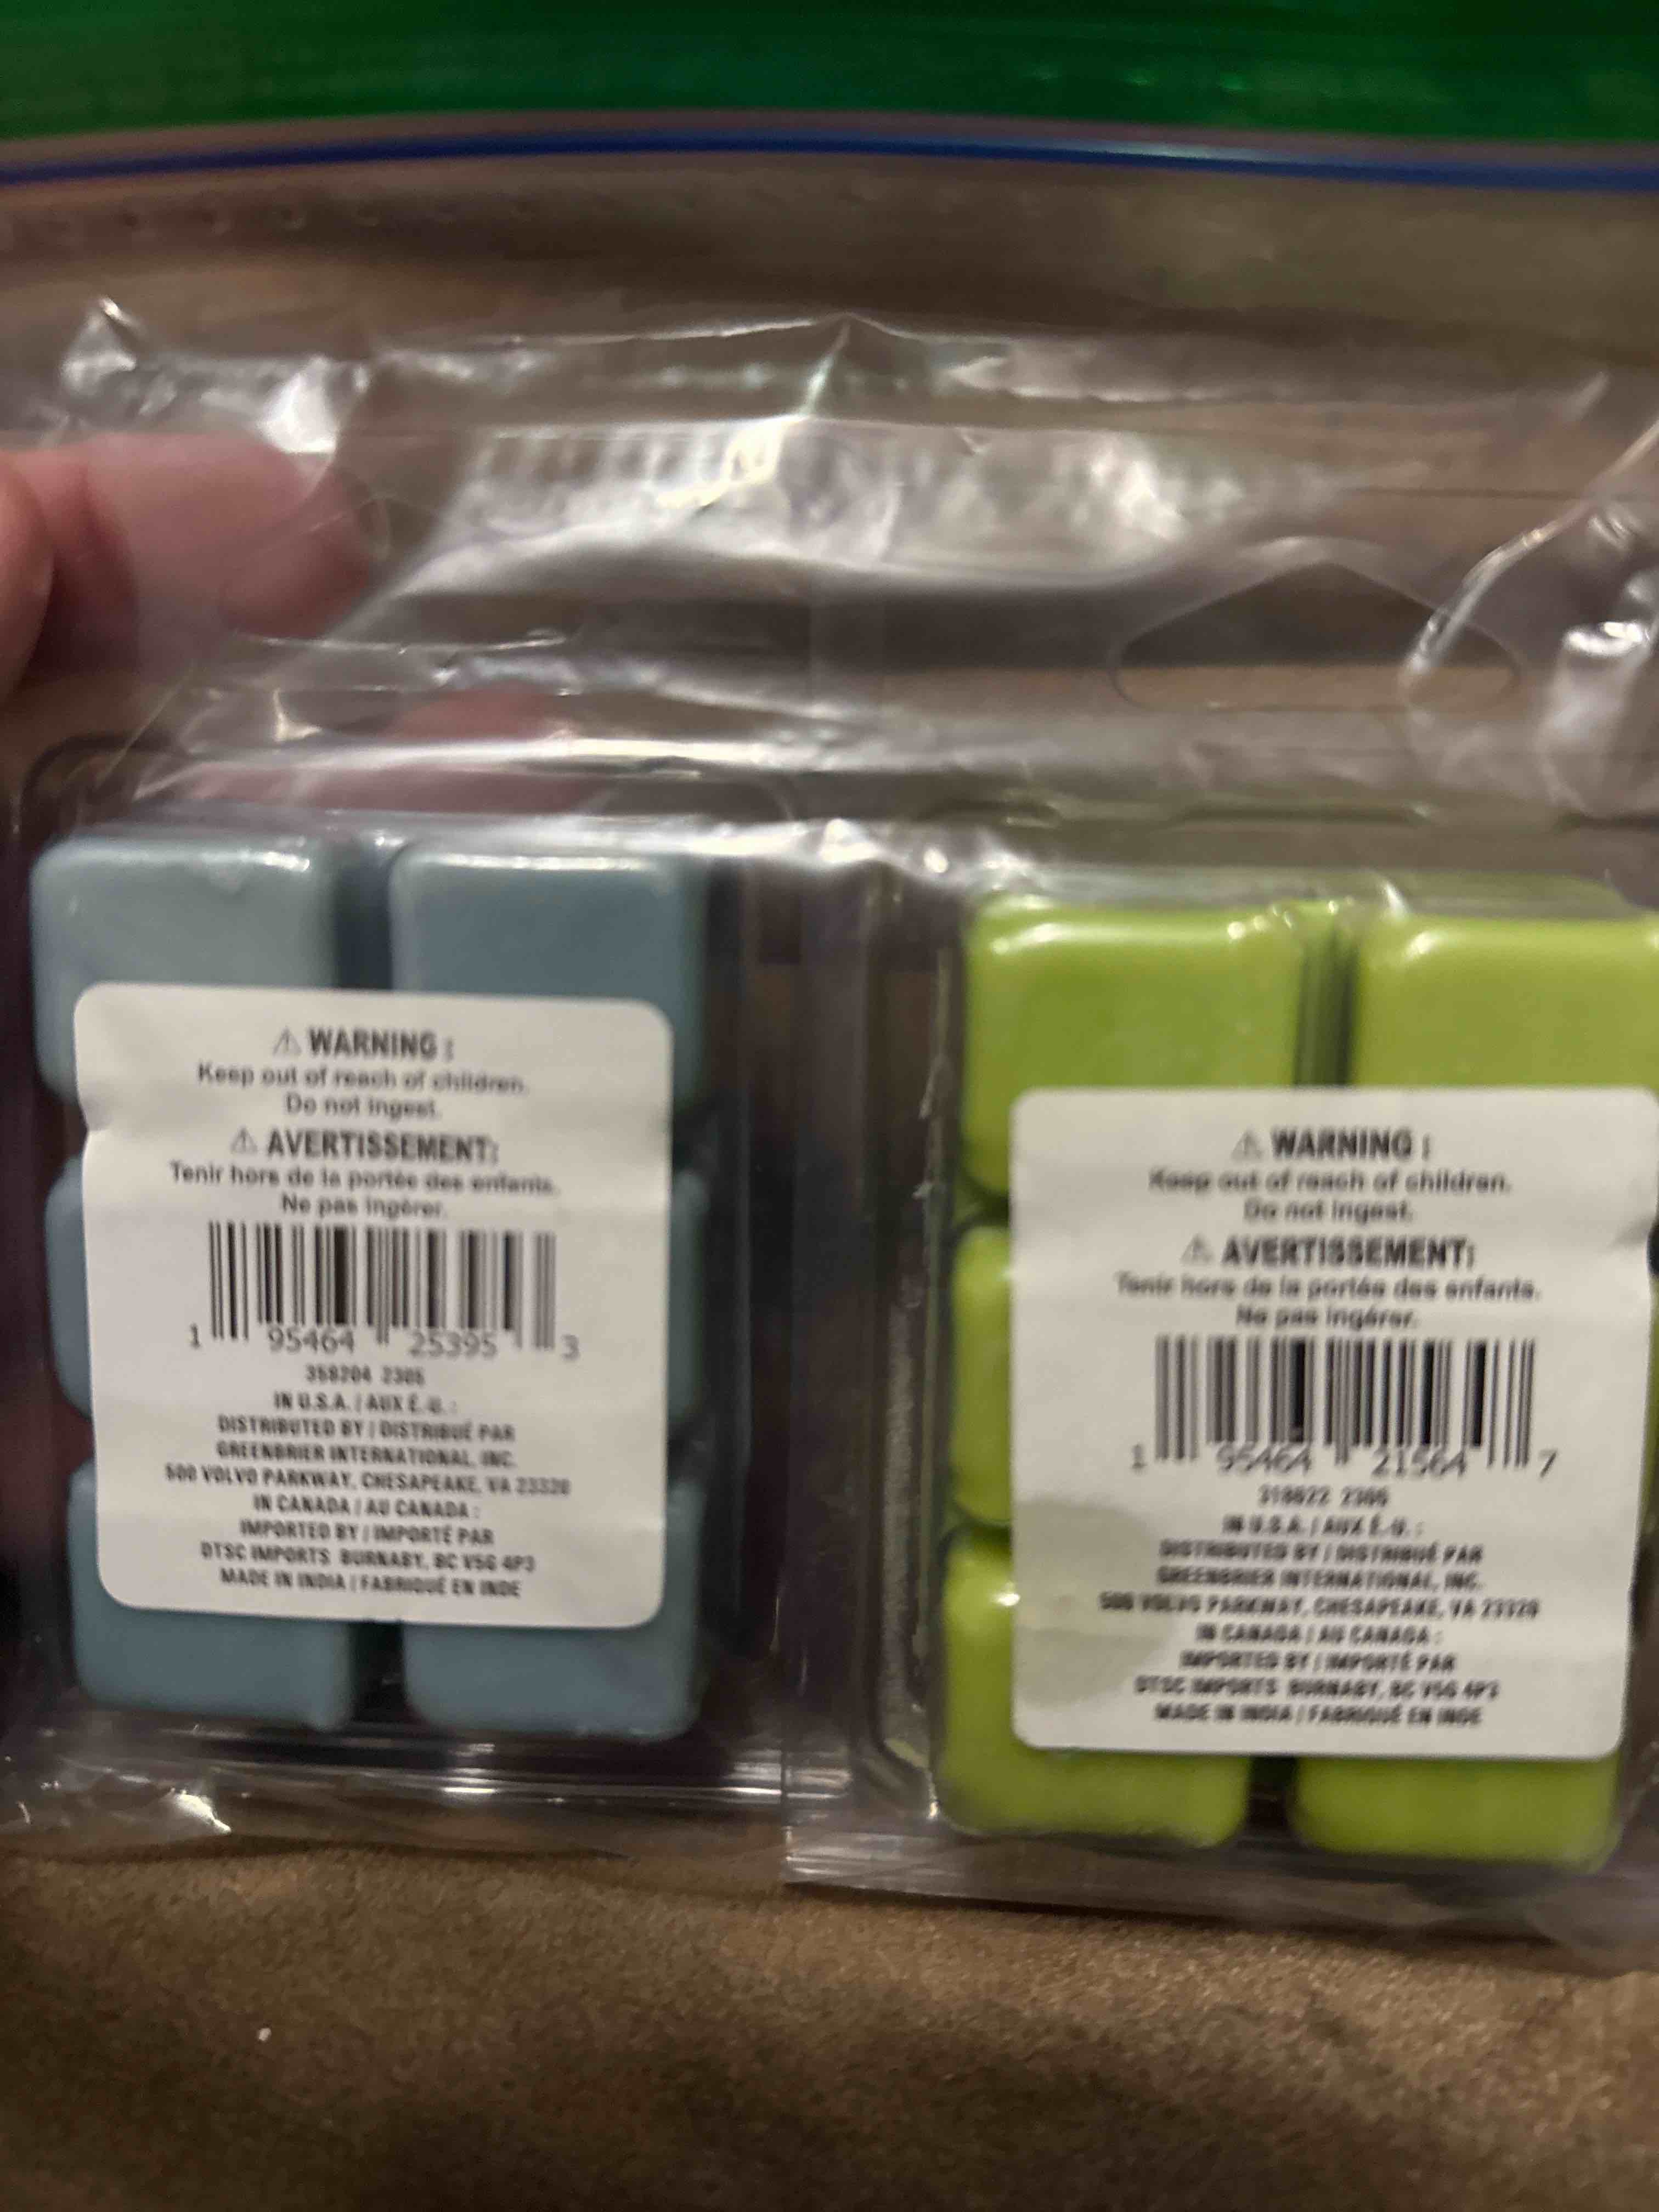 ⚠ WARNING :
Keep out of reach of children.
Do not ingest.
⚠ AVERTISSEMENT:
Tenir hors de la portée des enfants.
Ne pas ingérer.
1 95464 25395 3
358204 2305
IN U.S.A. / AUX É.-U. :
DISTRIBUTED BY / DISTRIBUÉ PAR
GREENBRIER INTERNATIONAL, INC.
500 VOLVO PARKWAY, CHESAPEAKE, VA 23320
IN CANADA / AU CANADA :
IMPORTED BY / IMPORTÉ PAR
DTSC IMPORTS BURNABY, BC V5G 4P3
MADE IN INDIA / FABRIQUÉ EN INDE
⚠ WARNING :
Keep out of reach of children.
Do not ingest.
⚠ AVERTISSEMENT:
Tenir hors de la portée des enfants.
Ne pas ingérer.
1 95464 21564 7
IN U.S.A. / AUX É.-U. :
DISTRIBUTED BY / DISTRIBUÉ PAR
GREENBRIER INTERNATIONAL, INC.
500 VOLVO PARKWAY, CHESAPEAKE, VA 23320
IN CANADA / AU CANADA :
IMPORTED BY / IMPORTÉ PAR
DTSC IMPORTS BURNABY, BC V5G 4P3
MADE IN INDIA / FABRIQUÉ EN INDE